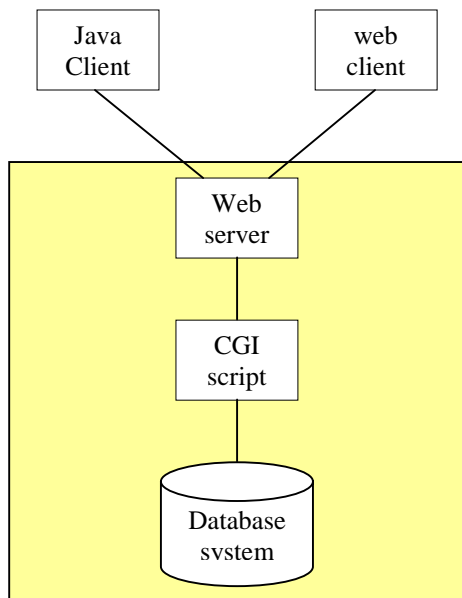 Java
Client
web
client
Web
server
CGI
script
Database
system